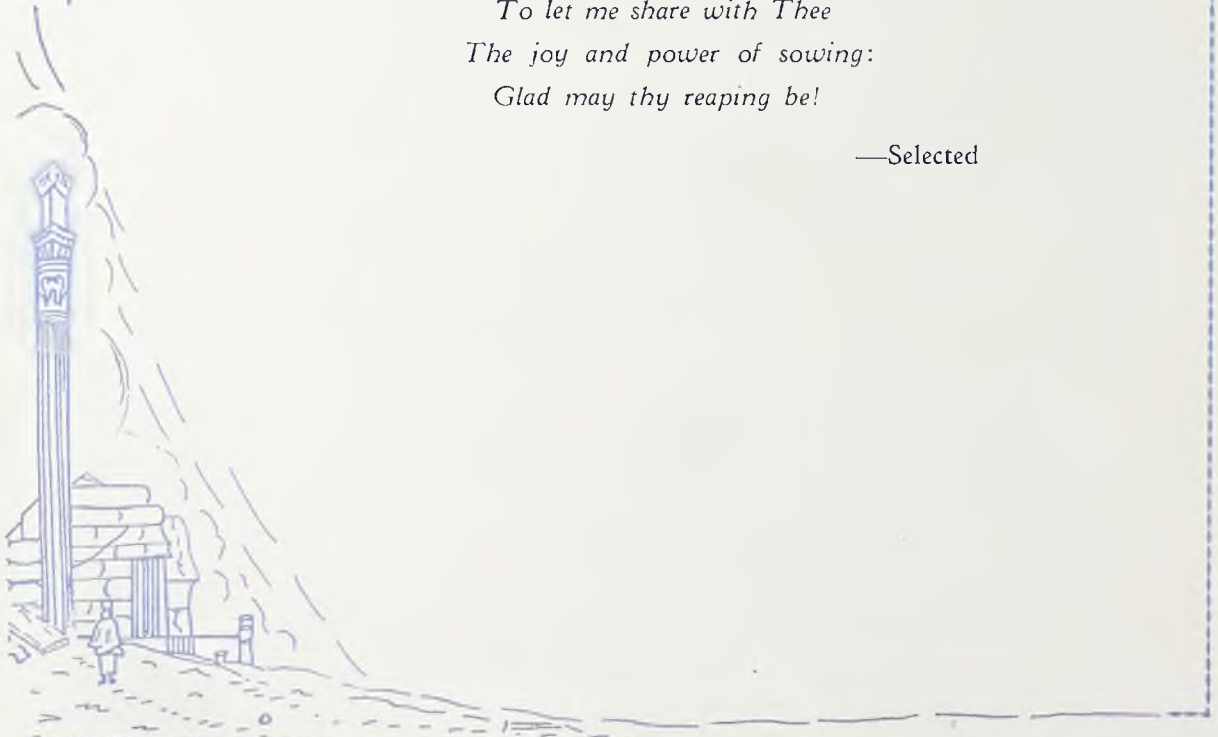 To let me share with Thee
The joy and power of sowing:
Glad may thy reaping be!
—Selected